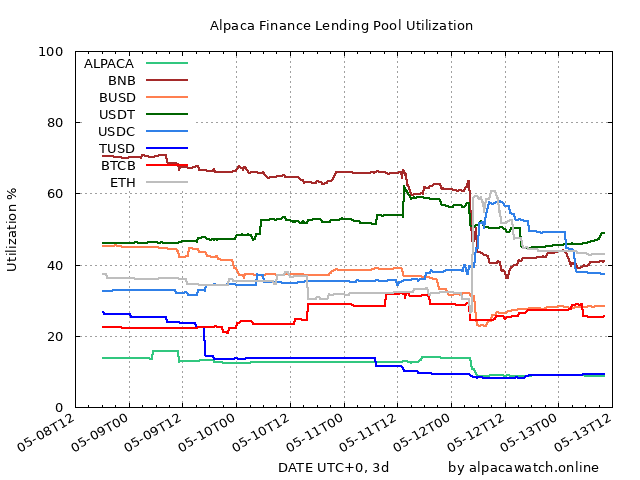 Alpaca Finance Lending Pool Utilization
100
80
60
40
20
0
Utilization %
ALPACA
BNB
BUSD
USDT
USDC
TUSD
BTCB
ETH
05-08T12
05-09T00
05-09T12
05-10T00
05-10T12
05-11T00
05-11T12
05-12T00
05-12T12
05-13T00
05-13T12
DATE UTC+0, 3d
by alpacawatch.online